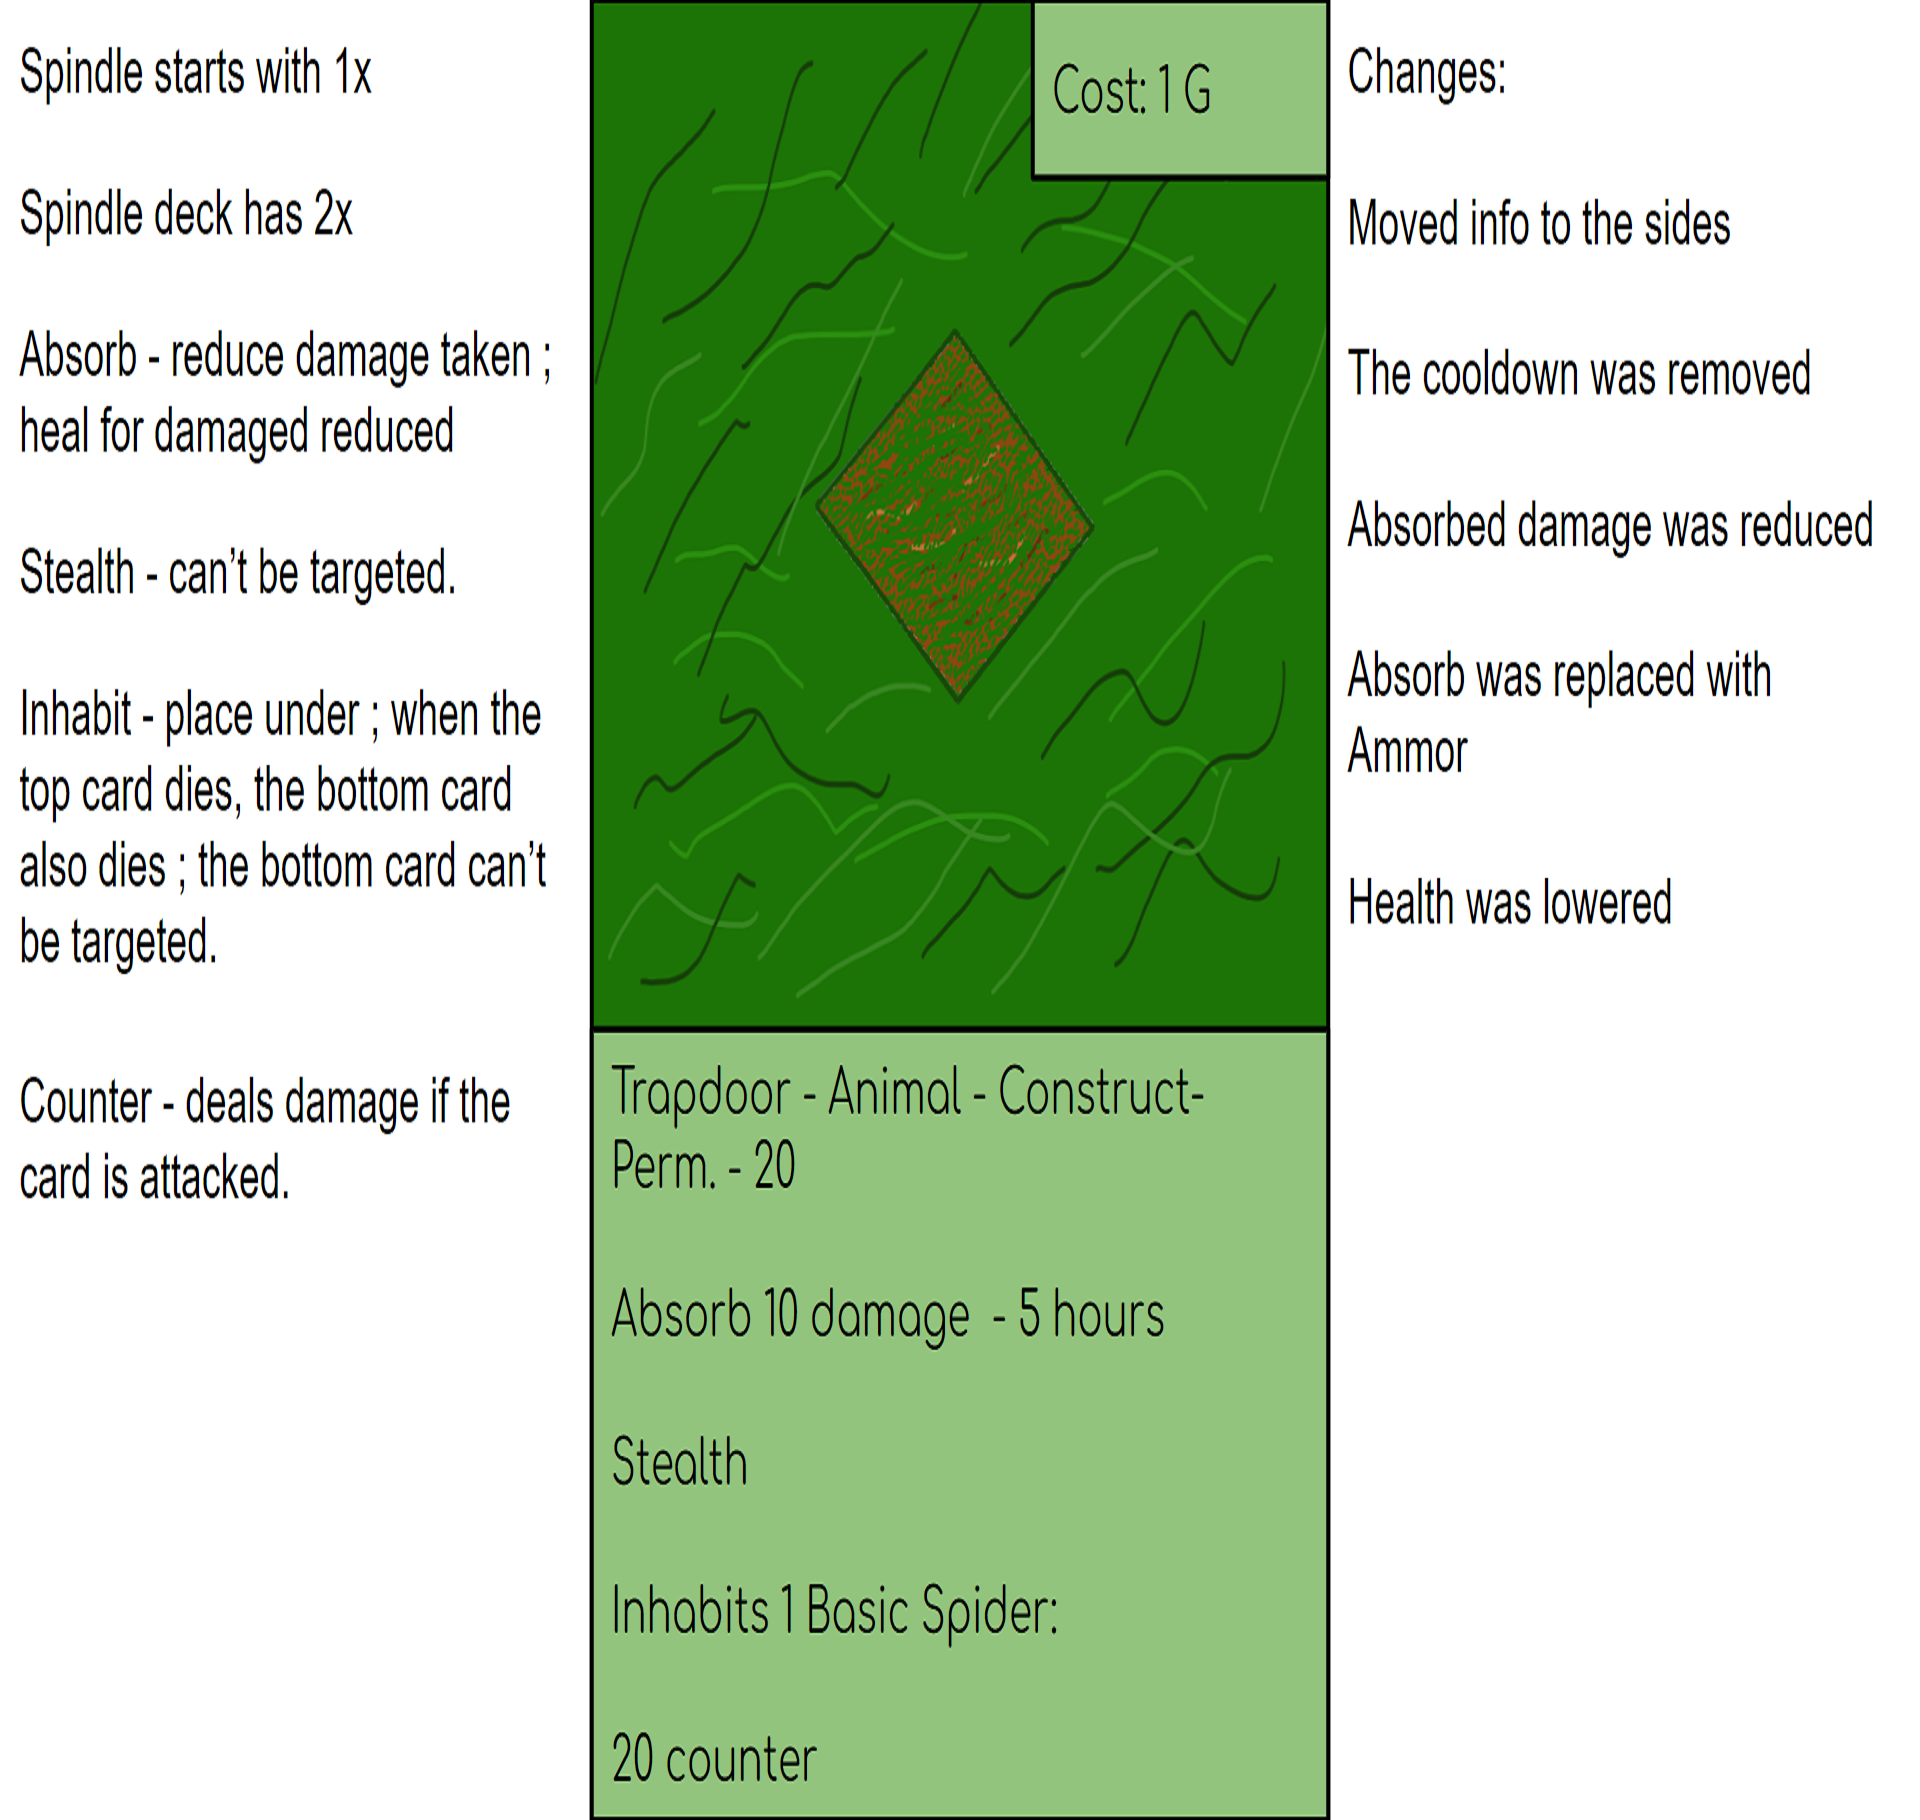 Spindle starts with 1x
Spindle deck has 2x
Absorb - reduce damage taken ;
heal for damaged reduced
Stealth - can't be targeted.
Inhabit - place under ; when the
top card dies, the bottom card
also dies ; the bottom card can't
be targeted.
Counter - deals damage if the
card is attacked.
Cost: 1 G
Trapdoor - Animal - Construct-
Perm. - 20
Absorb 10 damage - 5 hours
Stealth
Inhabits 1 Basic Spider:
20 counter
Changes:
Moved info to the sides
The cooldown was removed
Absorbed damage was reduced
Absorb was replaced with
Ammor
Health was lowered